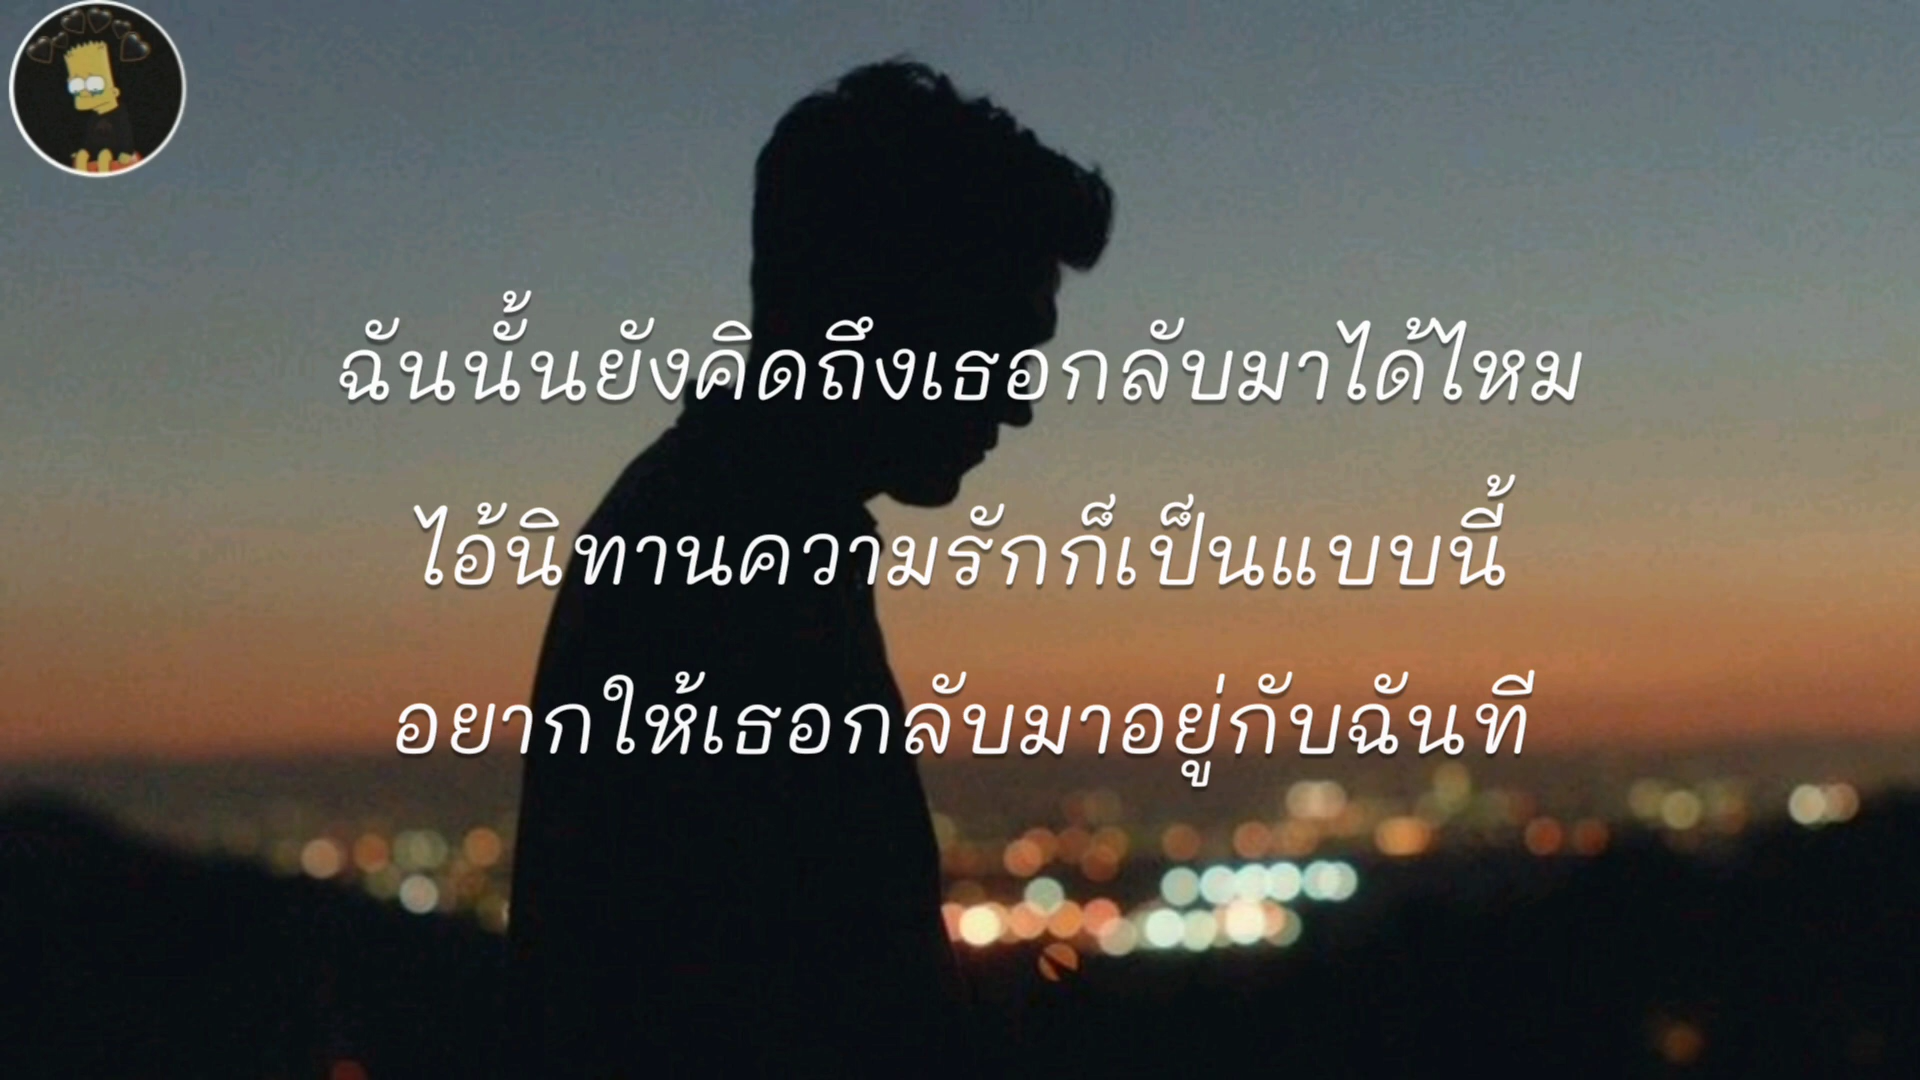 ฉันนั้นยังคิดถึงเธอกลับมาได้ไหม
ไอ้นิทานความรักก็เป็นแบบนี้
อยากให้เธอกลับมาอยู่กับฉันที